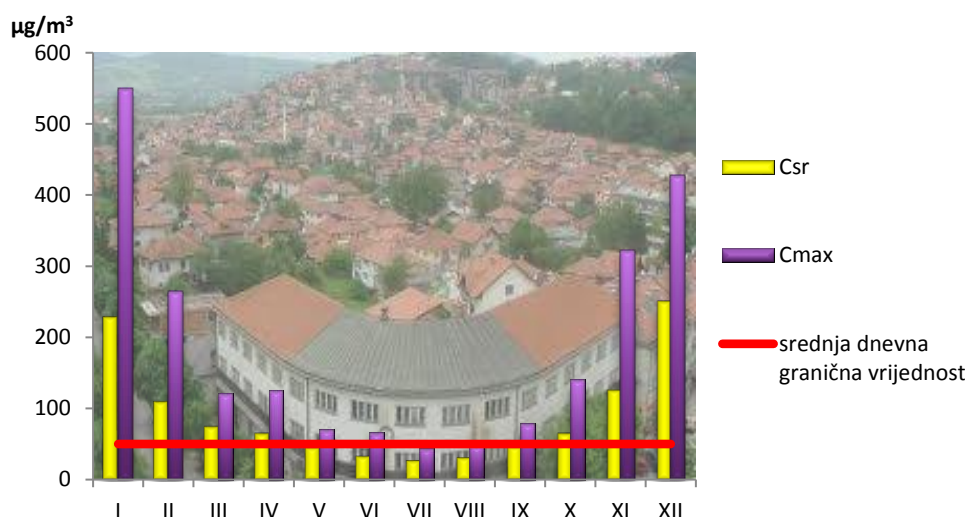 µg/m³
600
500
400
300
200
100
0
I II III IV V VI VII VIII IX X XI XII
Csr
Cmax
srednja dnevna
granična vrijednost